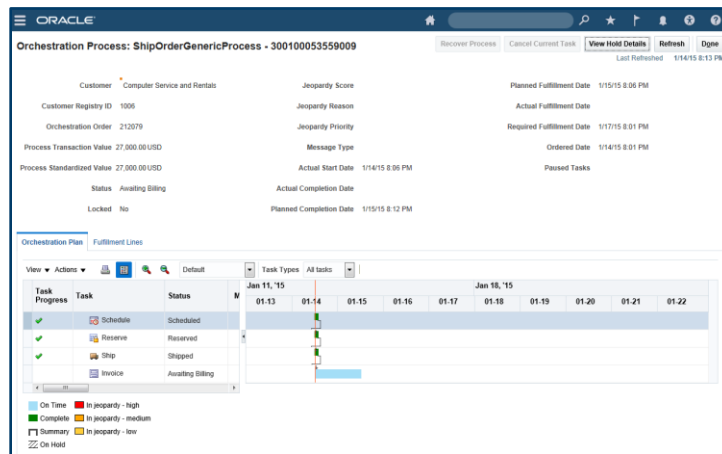 ORACLE
Orchestration Process: ShipOrderGenericProcess - 300100053559009
Recover Process Cancel Current Task View Hold Details Refresh Done
Last Refreshed 1/14/15 8:13 PM
Customer Computer Service and Rentals
Customer Registry ID 1006
Orchestration Order 212079
Process Transaction Value 27,000.00 USD
Process Standardized Value 27,000.00 USD
Status Awaiting Billing
Locked No
Jeopardy Score
Jeopardy Reason
Jeopardy Priority
Message Type
Actual Start Date 1/14/15 8:06 PM
Actual Completion Date
Planned Completion Date 1/15/15 8:12 PM
Planned Fulfillment Date 1/15/15 8:06 PM
Actual Fulfillment Date
Required Fulfillment Date 1/17/15 8:01 PM
Ordered Date 1/14/15 8:01 PM
Paused Tasks
Orchestration Plan Fulfillment Lines
View Actions Default Task Types All tasks
Task Progress Task Status M
Jan 11, '15 Jan 18, '15
01-13 01-14 01-15 01-16 01-17 01-18 01-19 01-20 01-21 01-22
Schedule Scheduled
Reserve Reserved
Ship Shipped
Invoice Awaiting Billing
On Time In jeopardy - high
Complete In jeopardy - medium
Summary In jeopardy - low
On Hold